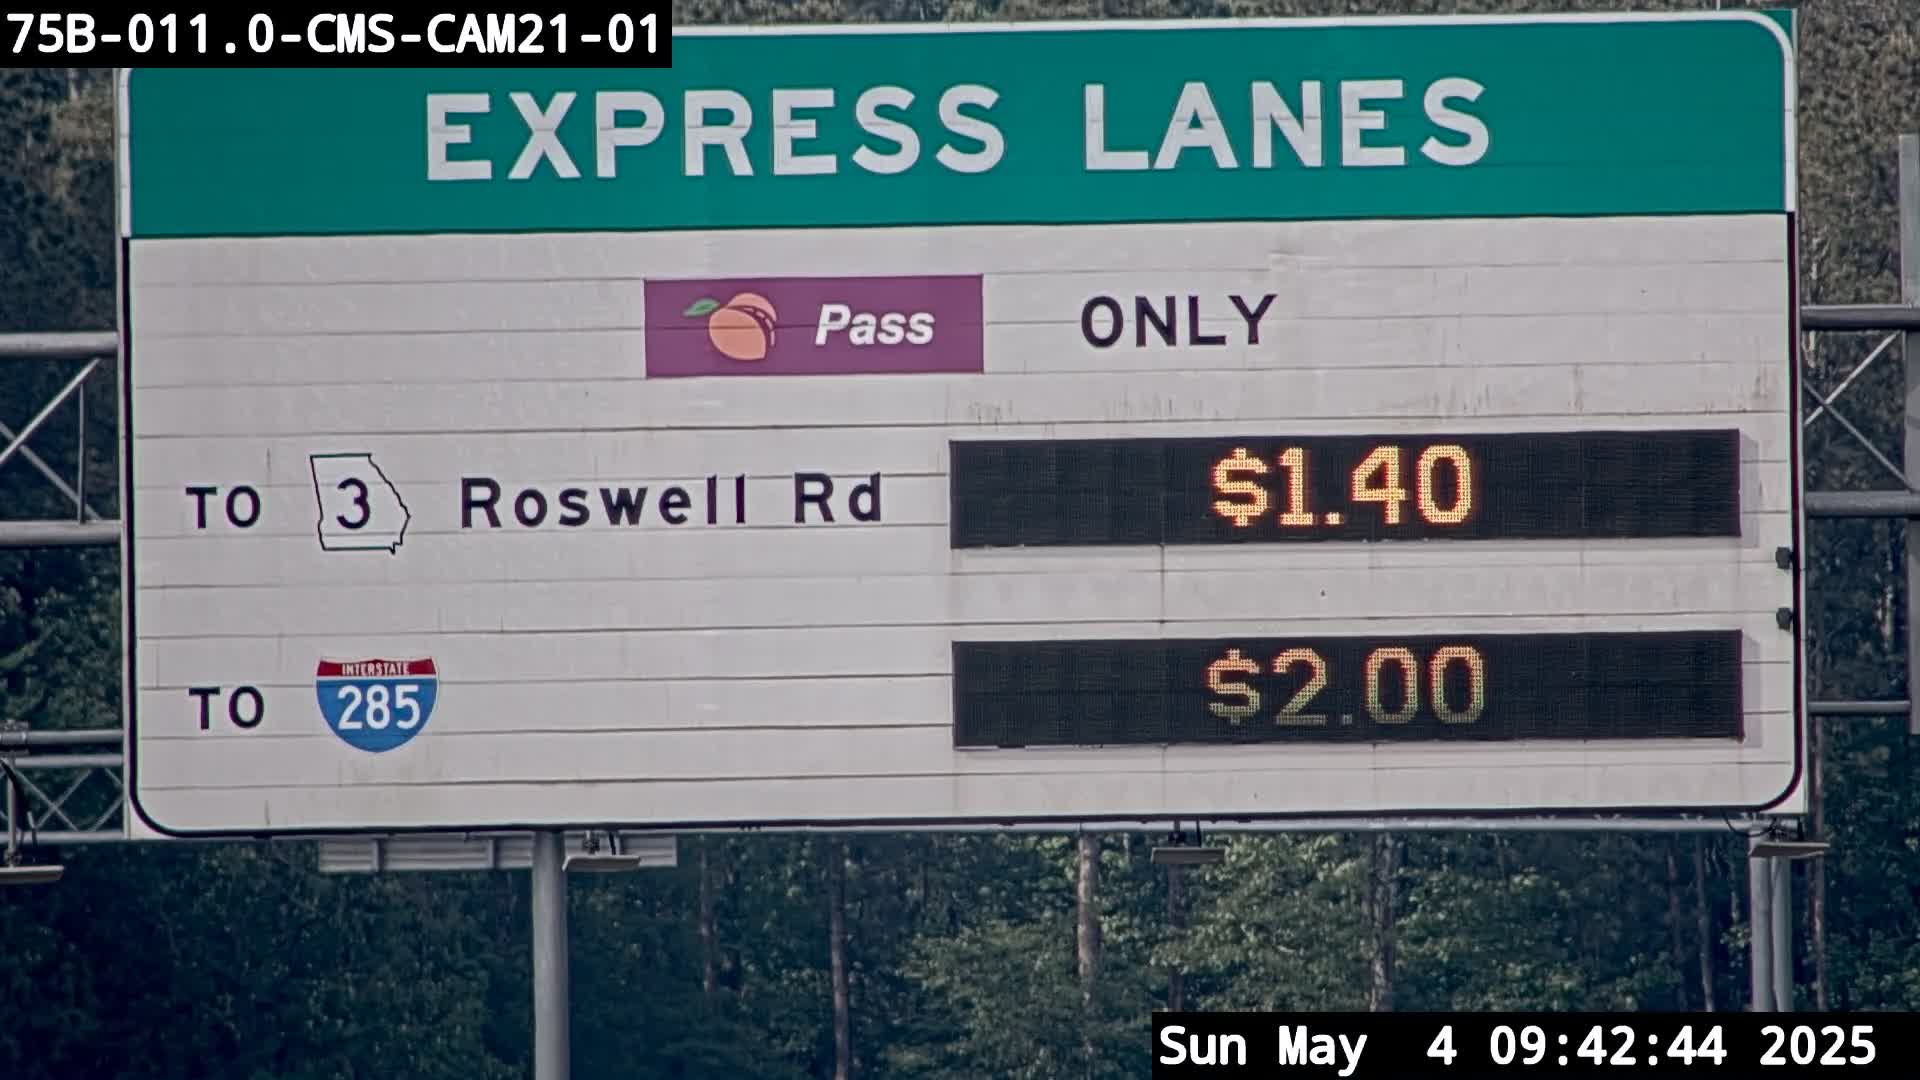 75B-011.0-CMS-CAM21-01
EXPRESS LANES
Pass ONLY
TO 3 Roswell Rd $1.40
TO INTERSTATE 285 $2.00
Sun May 4 09:42:44 2025